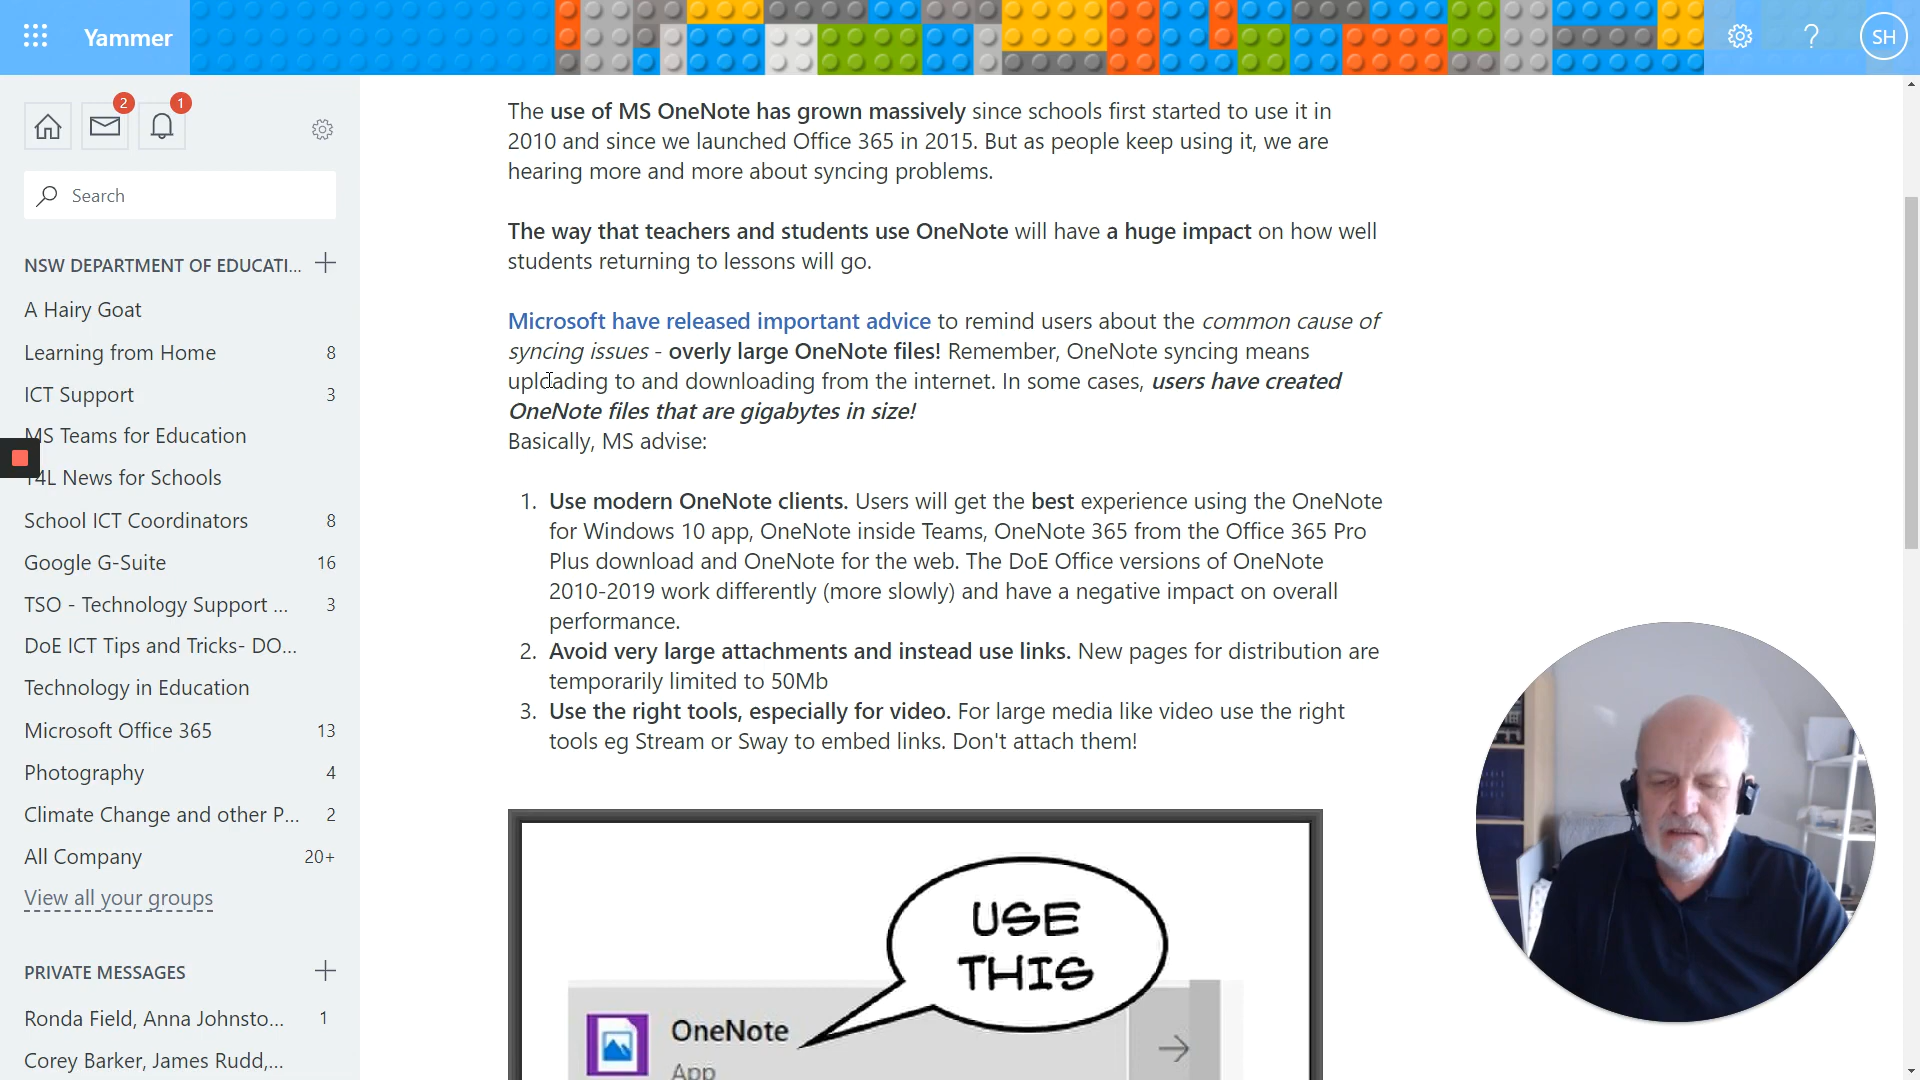 Yammer
?
SH
2
1
Search
NSW DEPARTMENT OF EDUCATI...
A Hairy Goat
Learning from Home 8
ICT Support 3
MS Teams for Education
T4L News for Schools
School ICT Coordinators 8
Google G-Suite 16
TSO - Technology Support ... 3
DoE ICT Tips and Tricks- DO...
Technology in Education
Microsoft Office 365 13
Photography 4
Climate Change and other P... 2
All Company 20+
View all your groups
PRIVATE MESSAGES
Ronda Field, Anna Johnsto... 1
Corey Barker, James Rudd,...
The use of MS OneNote has grown massively since schools first started to use it in
2010 and since we launched Office 365 in 2015. But as people keep using it, we are
hearing more and more about syncing problems.
The way that teachers and students use OneNote will have a huge impact on how well
students returning to lessons will go.
Microsoft have released important advice to remind users about the common cause of
syncing issues - overly large OneNote files! Remember, OneNote syncing means
uploading to and downloading from the internet. In some cases, users have created
OneNote files that are gigabytes in size!
Basically, MS advise:
1. Use modern OneNote clients. Users will get the best experience using the OneNote
for Windows 10 app, OneNote inside Teams, OneNote 365 from the Office 365 Pro
Plus download and OneNote for the web. The DoE Office versions of OneNote
2010-2019 work differently (more slowly) and have a negative impact on overall
performance.
2. Avoid very large attachments and instead use links. New pages for distribution are
temporarily limited to 50Mb
3. Use the right tools, especially for video. For large media like video use the right
tools eg Stream or Sway to embed links. Don't attach them!
USE
THIS
OneNote
App